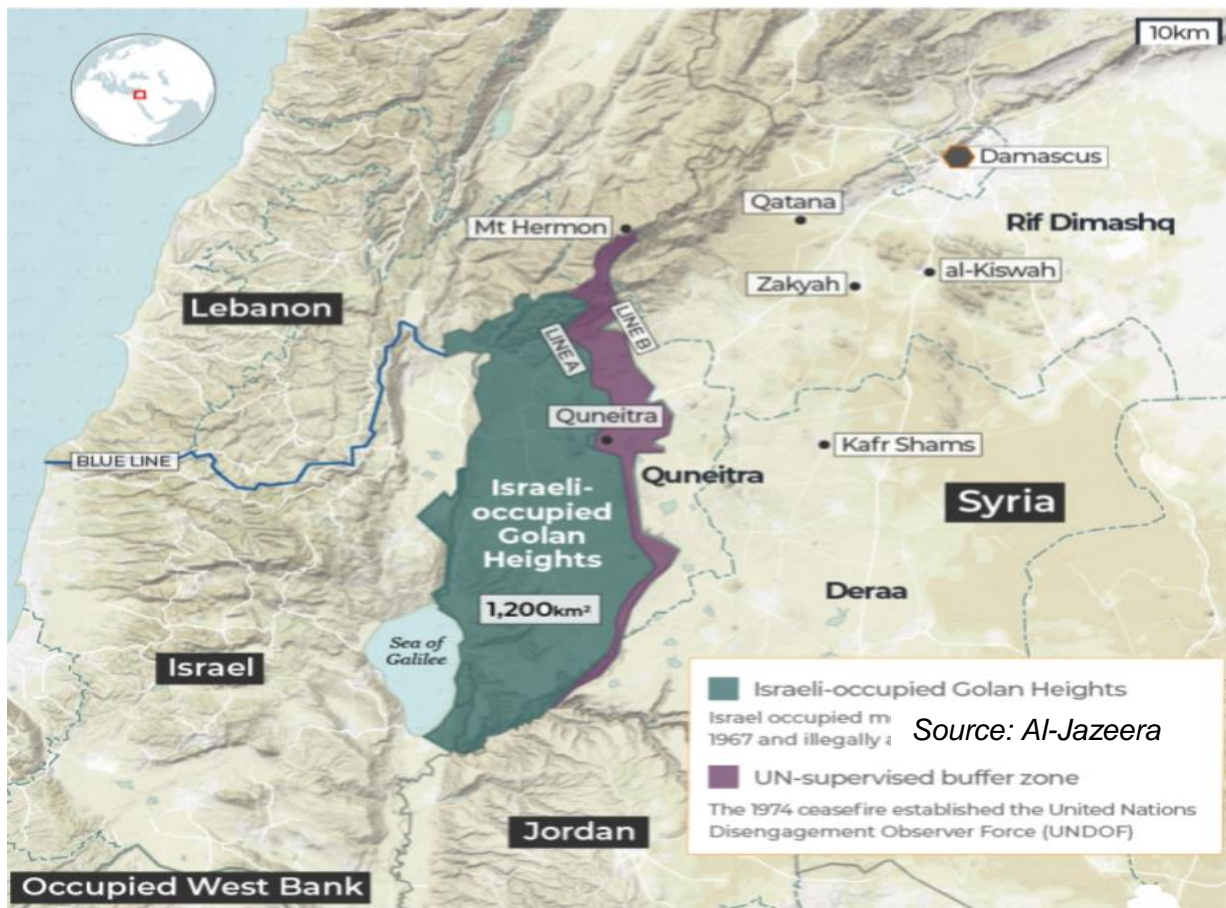 10km
Damascus
Qatana
Mt Hermon
Rif Dimashq
al-Kiswah
Zakyah
Lebanon
LINE A
LINE B
Quneitra
Kafr Shams
BLUE LINE
Quneitra
Israeli-
occupied
Golan
Heights
Syria
1,200km²
Deraa
Sea of
Galilee
Israel
Israeli-occupied Golan Heights
Israel occupied
1967 and illegally
Source: Al-Jazeera
UN-supervised buffer zone
The 1974 ceasefire established the United Nations
Disengagement Observer Force (UNDOF)
Jordan
Occupied West Bank